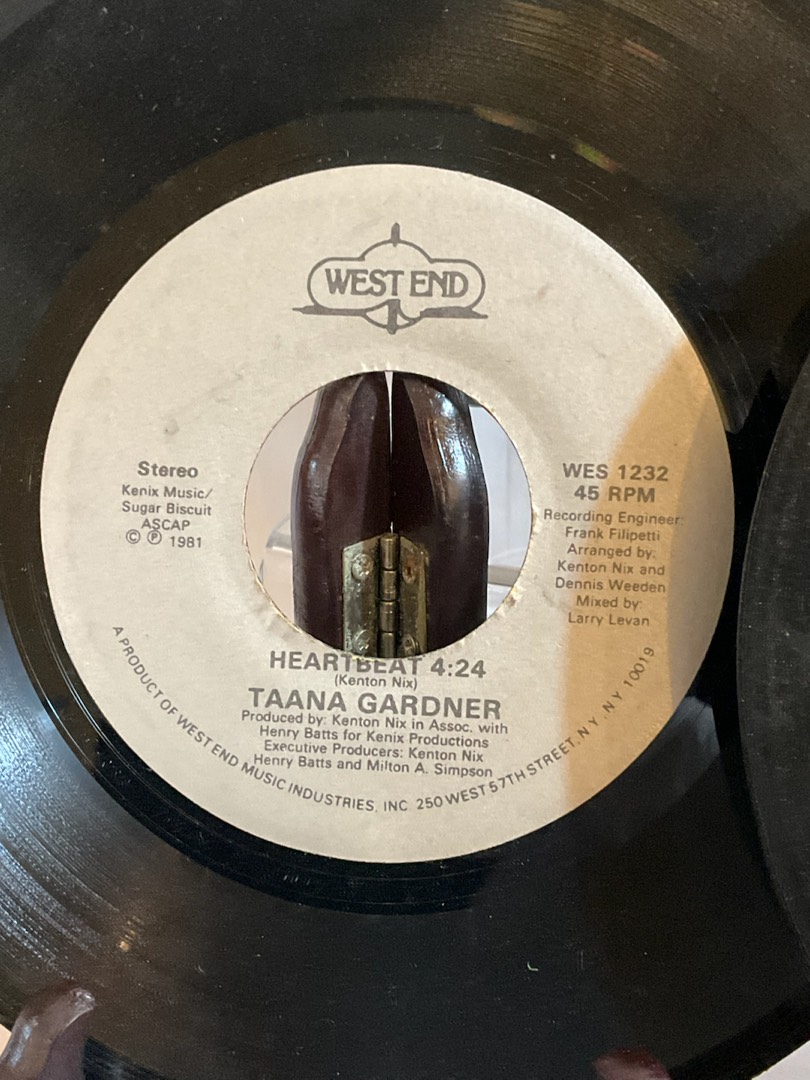 WEST END
Stereo
Kenix Music/
Sugar Biscuit
ASCAP
© ℗ 1981
WES 1232
45 RPM
Recording Engineer:
Frank Filipetti
Arranged by:
Kenton Nix and
Dennis Weeden
Mixed by:
Larry Levan
HEARTBEAT 4:24
(Kenton Nix)
TAANA GARDNER
Produced by: Kenton Nix in Assoc. with
Henry Batts for Kenix Productions
Executive Producers: Kenton Nix
Henry Batts and Milton A. Simpson
A PRODUCT OF WEST END MUSIC INDUSTRIES, INC. 250 WEST 57TH STREET, N.Y., NY 10019